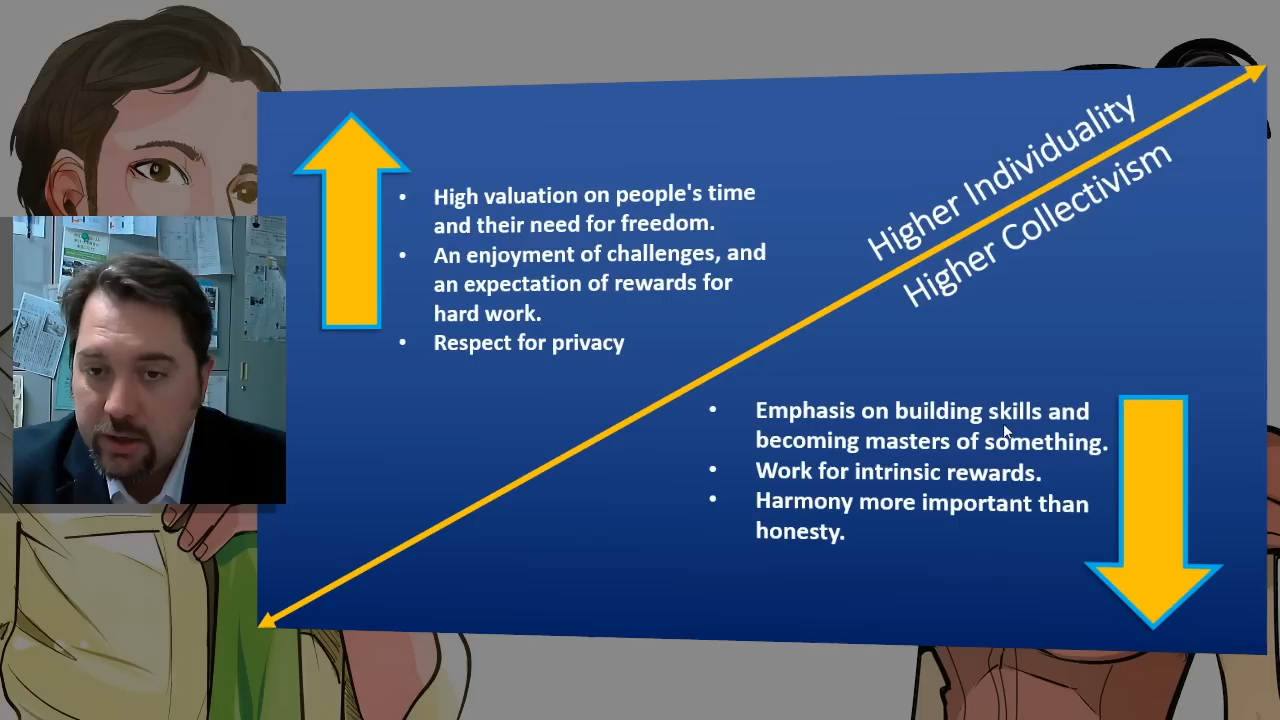 Higher Individuality
Higher Collectivism
• High valuation on people's time
and their need for freedom.
• An enjoyment of challenges, and
an expectation of rewards for
hard work.
• Respect for privacy
• Emphasis on building skills and
becoming masters of something.
• Work for intrinsic rewards.
• Harmony more important than
honesty.